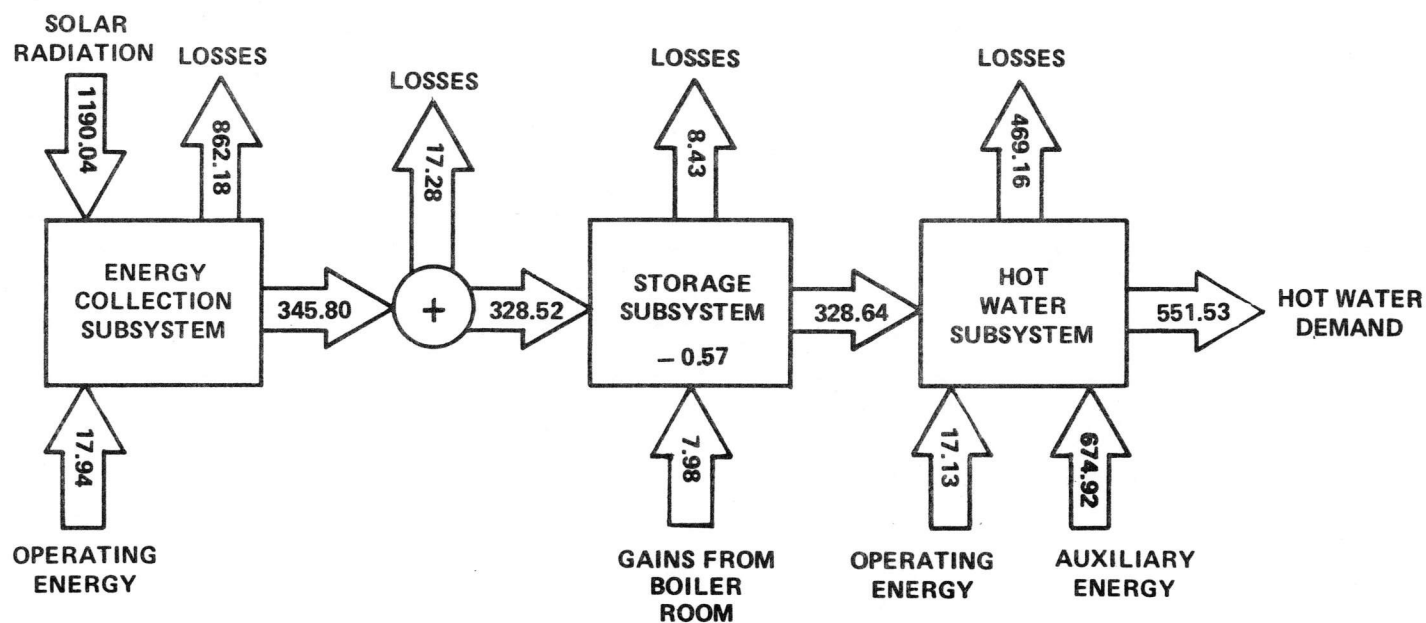 SOLAR
RADIATION
LOSSES
LOSSES
LOSSES
LOSSES
1190.04
862.18
17.28
8.43
469.16
ENERGY
COLLECTION
SUBSYSTEM
345.80
+
328.52
STORAGE
SUBSYSTEM
– 0.57
328.64
HOT
WATER
SUBSYSTEM
551.53
HOT WATER
DEMAND
17.94
7.98
17.13
674.92
OPERATING
ENERGY
GAINS FROM
BOILER
ROOM
OPERATING
ENERGY
AUXILIARY
ENERGY